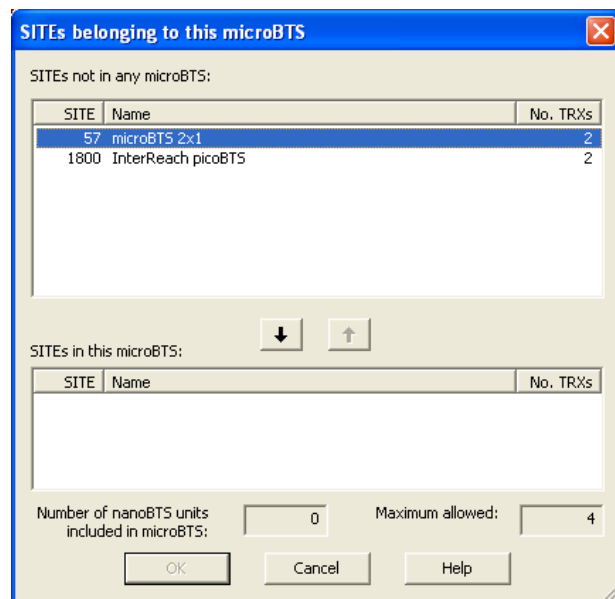 SITEs belonging to this microBTS
SITEs not in any microBTS:
SITE Name No. TRXs
57 microBTS 2x1 2
1800 InterReach picoBTS 2
SITEs in this microBTS:
SITE Name No. TRXs
Number of nanoBTS units
included in microBTS:
0
Maximum allowed:
4
OK Cancel Help